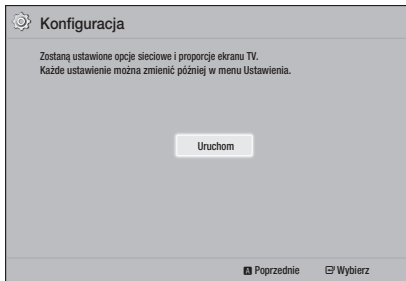 Konfiguracja
Zostaną ustawione opcje sieciowe i proporcje ekranu TV.
Każde ustawienie można zmienić później w menu Ustawienia.
Uruchom
A Poprzednie Wybierz